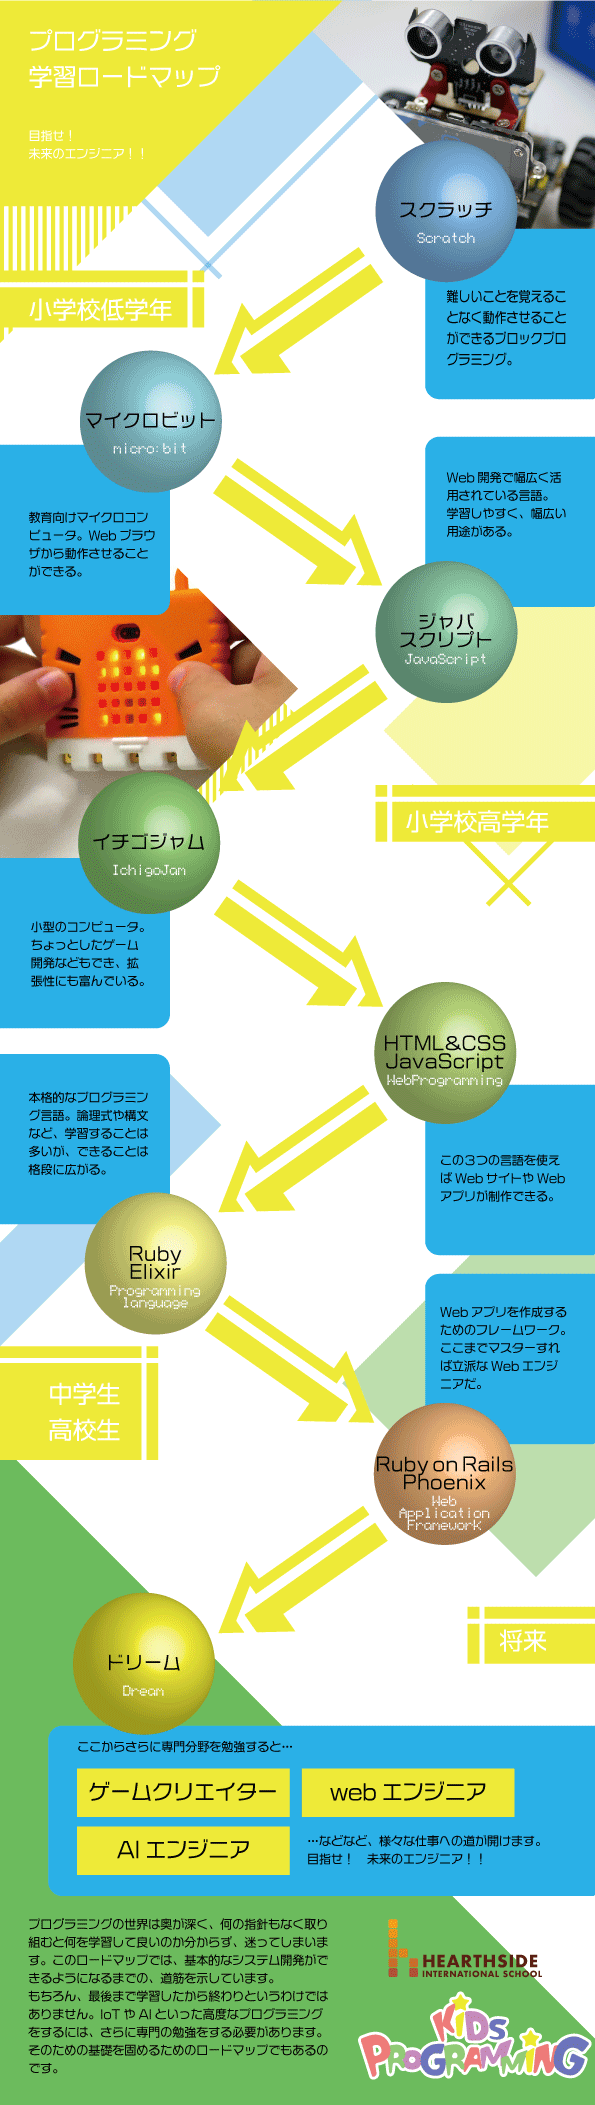 プログラミング
学習ロードマップ
目指せ！
未来のエンジニア！！
スクラッチ
Scratch
小学校低学年
難しいことを覚えるこ
となく動作させること
ができるブロックプロ
グラミング。
マイクロビット
micro:bit
教育向けマイクロコン
ピュータ。Web ブラウ
ザから動作させること
ができる。
Web 開発で幅広く活
用されている言語。
学習しやすく、幅広い
用途がある。
ジャバ
スクリプト
JavaScript
小学校高学年
イチゴジャム
IchigoJam
小型のコンピュータ。
ちょっとしたゲーム
開発などもでき、拡
張性にも富んでいる。
HTML&CSS
JavaScript
WebProgramming
この３つの言語を使え
ば Web サイトや Web
アプリが制作できる。
本格的なプログラミン
グ言語。論理式や構文
など、学習することは
多いが、できることは
格段に広がる。
Ruby
Elixir
Programming
language
中学生
高校生
Web アプリを作成する
ためのフレームワーク。
ここまでマスターすれ
ば立派な Web エンジ
ニアだ。
Ruby on Rails
Phoenix
Web
Application
Framework
将来
ドリーム
Dream
ここからさらに専門分野を勉強すると…
ゲームクリエイター
web エンジニア
AI エンジニア
…などなど、様々な仕事への道が開けます。
目指せ！　未来のエンジニア！！
プログラミングの世界は奥が深く、何の指針もなく取り
組むと何を学習して良いのか分からず、迷ってしまいま
す。このロードマップでは、基本的なシステム開発がで
きるようになるまでの、道筋を示しています。
もちろん、最後まで学習したから終わりというわけでは
ありません。IoT や AI といった高度なプログラミング
をするには、さらに専門の勉強をする必要があります。
そのための基礎を固めるためのロードマップでもあるの
です。
HEARTHSIDE
INTERNATIONAL SCHOOL
KiDS
PROGRAMMING